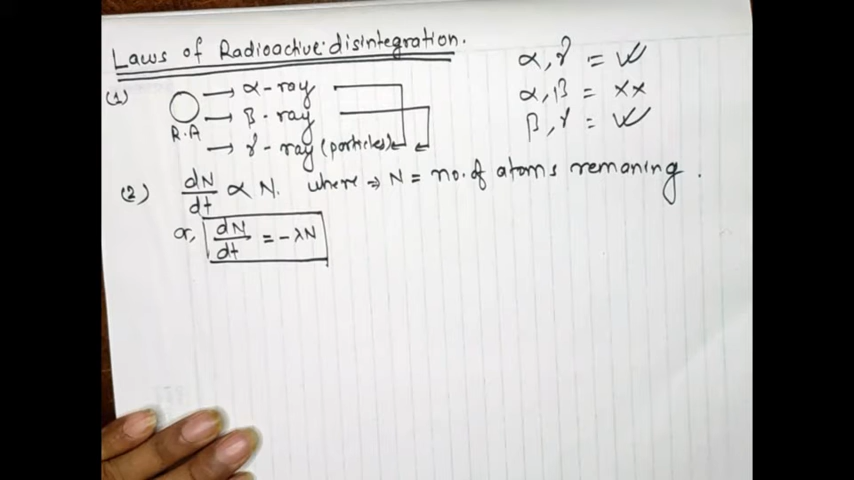 Laws of Radioactive disintegration.
(1) R.A → α-ray
→ β-ray
→ γ-ray (particles)
α, γ = ✓✓
α, β = ××
β, γ = ✓✓
(2) dN/dt ∝ N. where → N = no. of atoms remaning.
or, dN/dt = -λN